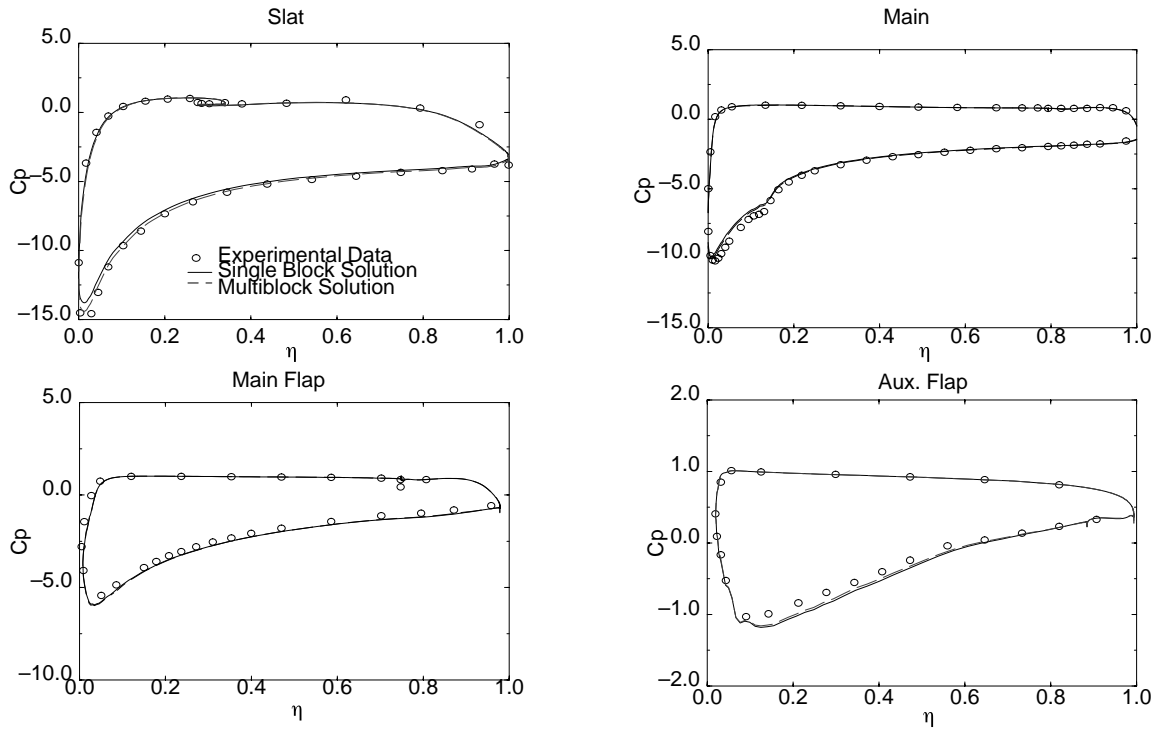 Slat
5.0
0.0
−5.0
−10.0
−15.0
Cp
Experimental Data
Single Block Solution
Multiblock Solution
0.0 0.2 0.4 0.6 0.8 1.0
η
Main
5.0
0.0
−5.0
−10.0
−15.0
Cp
0.0 0.2 0.4 0.6 0.8 1.0
η
Main Flap
5.0
0.0
−5.0
−10.0
Cp
0.0 0.2 0.4 0.6 0.8 1.0
η
Aux. Flap
2.0
1.0
0.0
−1.0
−2.0
Cp
0.0 0.2 0.4 0.6 0.8 1.0
η